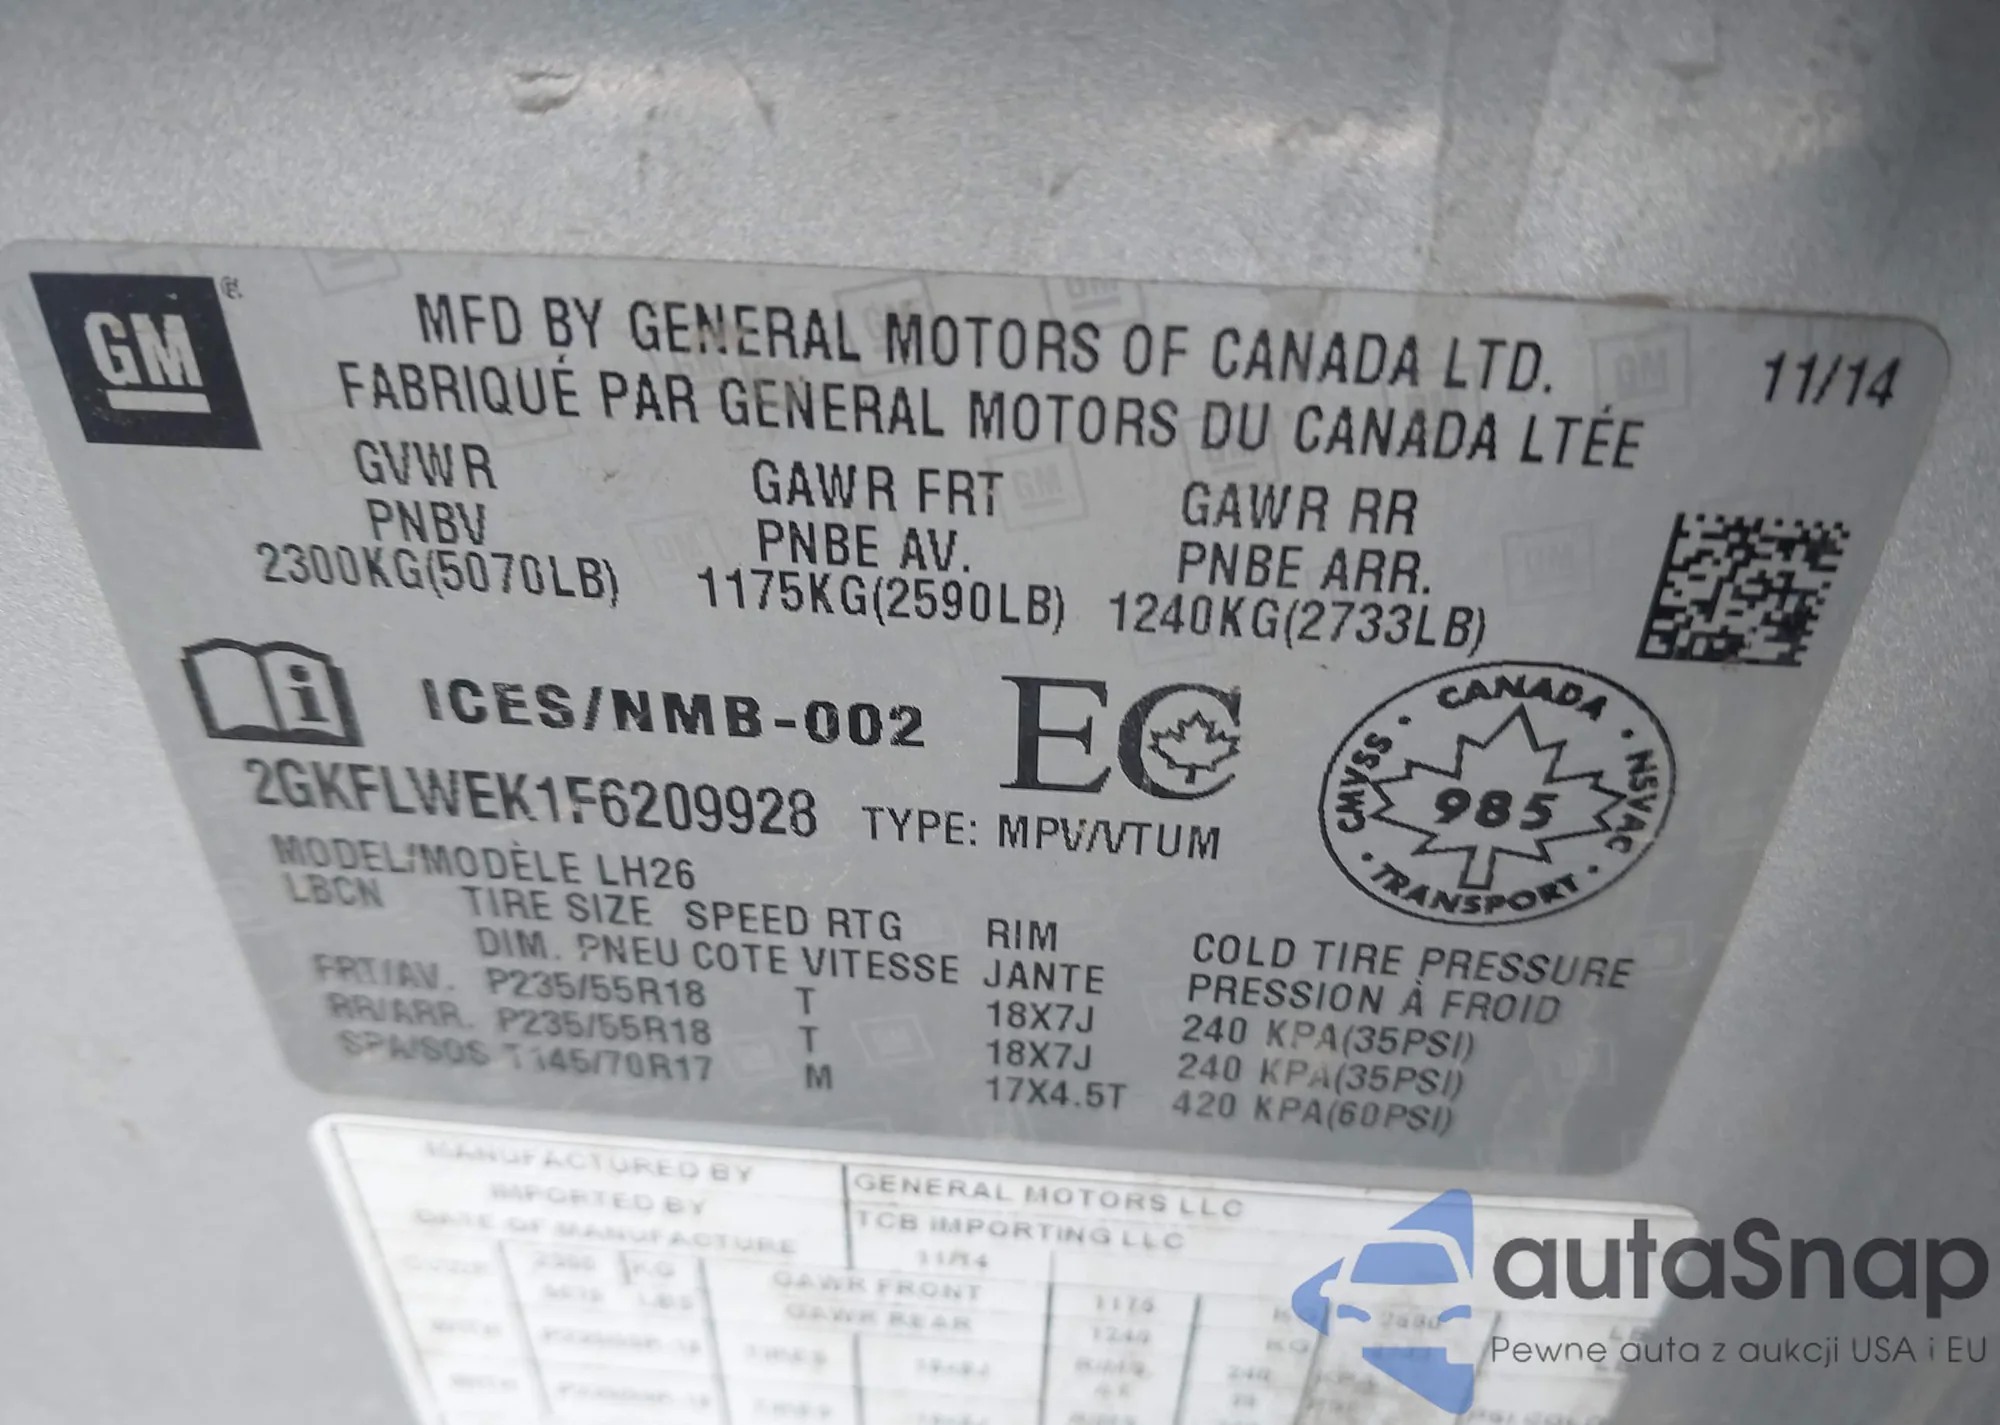 GM
MFD BY GENERAL MOTORS OF CANADA LTD.
11/14
FABRIQUÉ PAR GENERAL MOTORS DU CANADA LTÉE
GVWR GAWR FRT GAWR RR
PNBV PNBE AV. PNBE ARR.
2300KG(5070LB) 1175KG(2590LB) 1240KG(2733LB)
i ICES/NMB-002 EC
CANADA
CMVSS 985 NSVAC
TRANSPORT
2GKFLWEK1F6209928 TYPE: MPV/VTUM
MODEL/MODÈLE LH26
LBCN TIRE SIZE SPEED RTG RIM COLD TIRE PRESSURE
DIM. PNEU COTE VITESSE JANTE PRESSION À FROID
FRT/AV. P235/55R18 T 18X7J 240 KPA(35PSI)
RR/ARR. P235/55R18 T 18X7J 240 KPA(35PSI)
SPA/SOS T145/70R17 M 17X4.5T 420 KPA(60PSI)
MANUFACTURED BY GENERAL MOTORS LLC
IMPORTED BY TCB IMPORTING LLC
DATE OF MANUFACTURE 11/14
KG GAWR FRONT 1175
GAWR REAR 1240 KG
autaSnap
Pewne auta z aukcji USA i EU